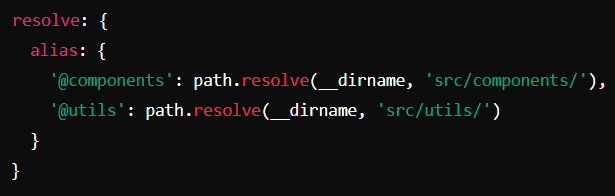 resolve: {
  alias: {
    '@components': path.resolve(__dirname, 'src/components/'),
    '@utils': path.resolve(__dirname, 'src/utils/')
  }
}